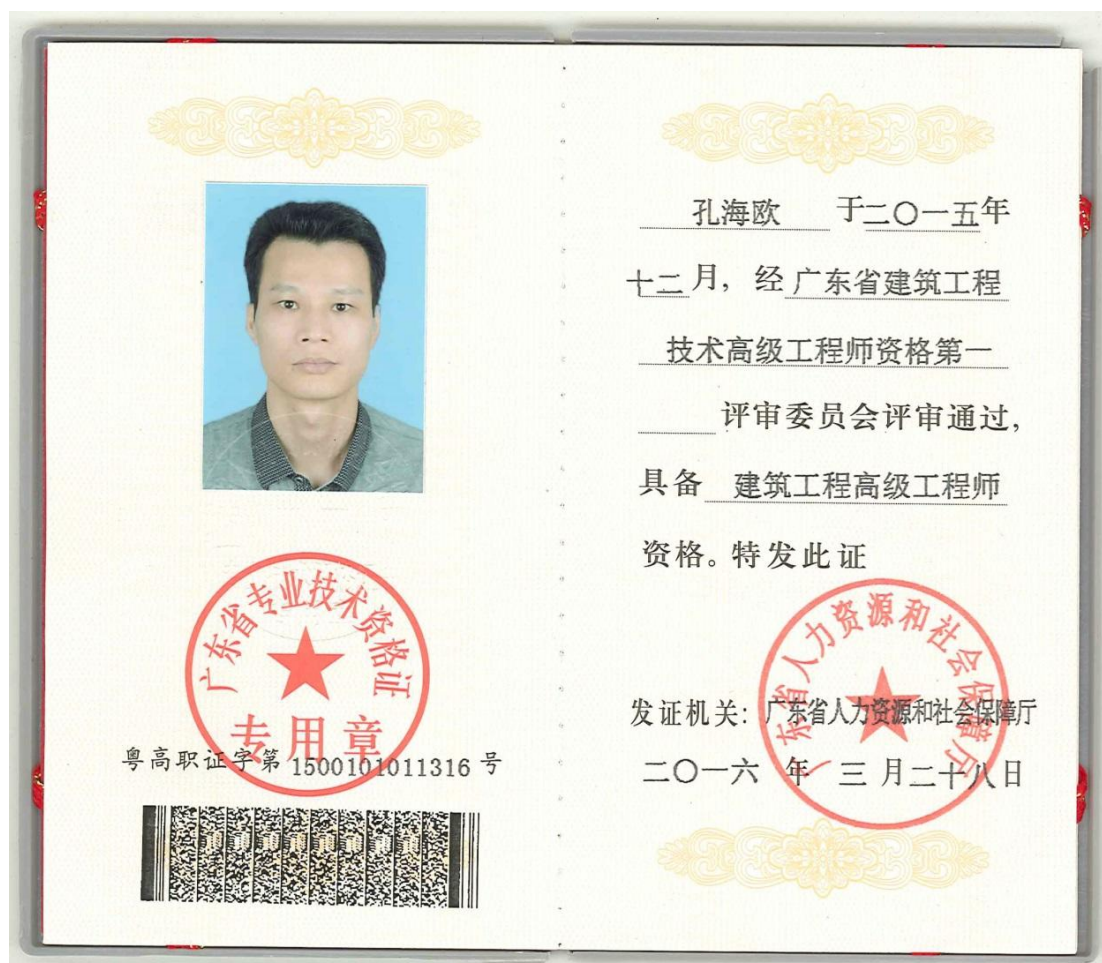 广东省专业技术资格证
专用章
粤高职证字第 1500101011316 号
孔海欧 于二〇一五年
十二月, 经 广东省建筑工程
技术高级工程师资格第一
评审委员会评审通过,
具备 建筑工程高级工程师
资格。特发此证
广东省人力资源和社会保障厅
发证机关: 广东省人力资源和社会保障厅
二〇一六 年 三 月二十八日